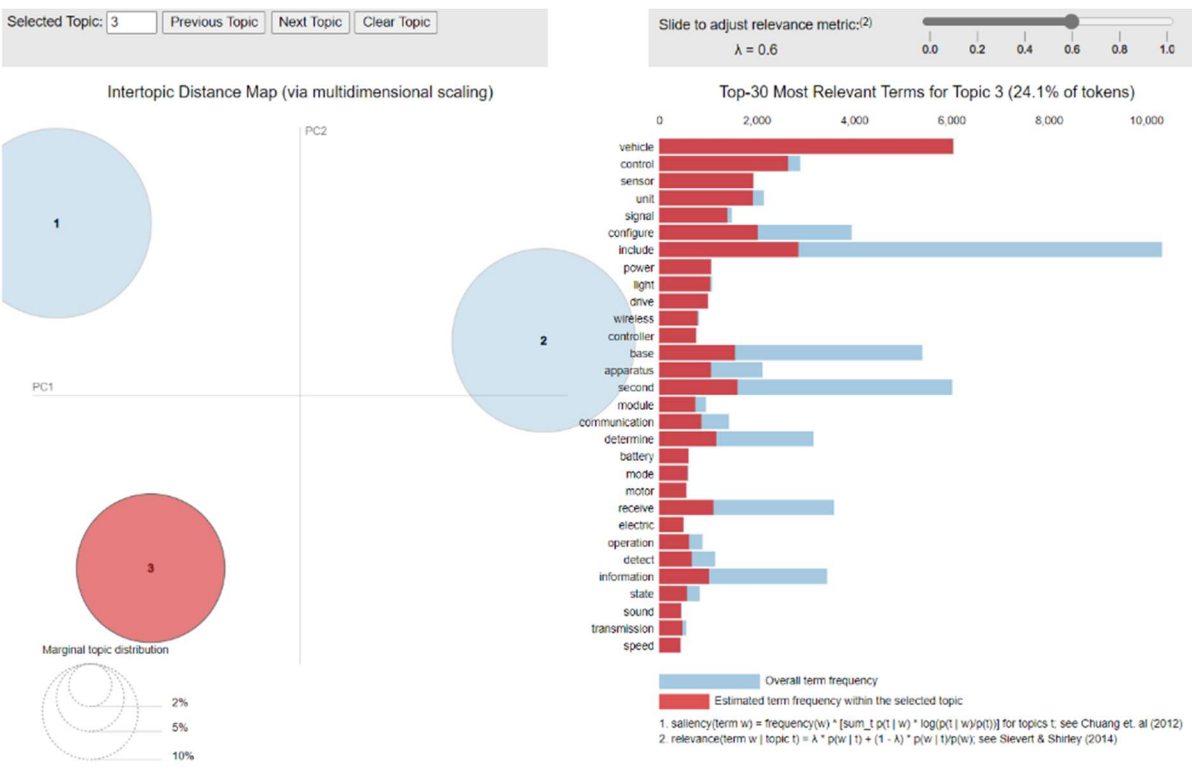 Selected Topic: 3 Previous Topic Next Topic Clear Topic
Slide to adjust relevance metric:(2)
λ = 0.6
0.0 0.2 0.4 0.6 0.8 1.0
Intertopic Distance Map (via multidimensional scaling)
PC2
PC1
1
2
3
Marginal topic distribution
2%
5%
10%
Top-30 Most Relevant Terms for Topic 3 (24.1% of tokens)
0 2,000 4,000 6,000 8,000 10,000
vehicle
control
sensor
unit
signal
configure
include
power
light
drive
wireless
controller
base
apparatus
second
module
communication
determine
battery
mode
motor
receive
electric
operation
detect
information
state
sound
transmission
speed
Overall term frequency
Estimated term frequency within the selected topic
1. saliency(term w) = frequency(w) * [sum_t p(t | w) * log(p(t | w)/p(t))] for topics t; see Chuang et. al (2012)
2. relevance(term w | topic t) = λ * p(w | t) + (1 - λ) * p(w | t)/p(w); see Sievert & Shirley (2014)